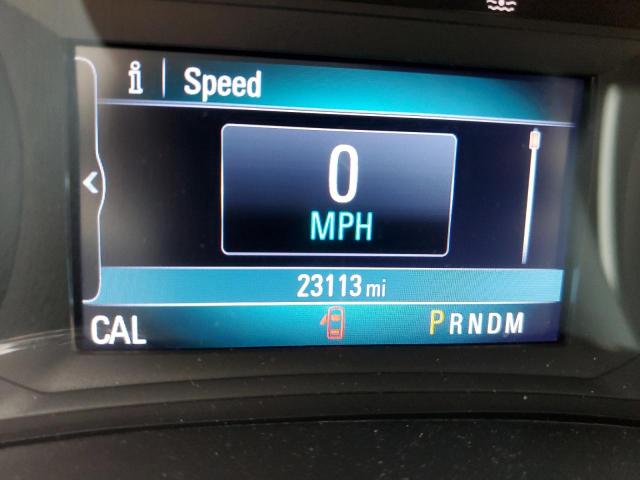 i | Speed
0
MPH
23113 mi
CAL PRNDM